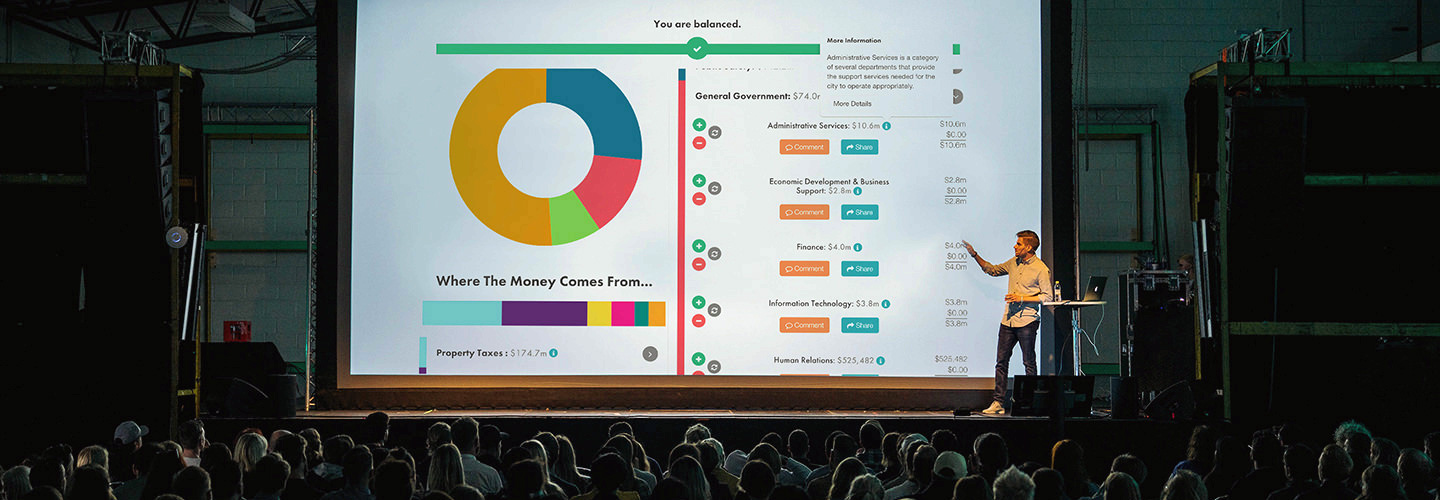 You are balanced.
More Information
Administrative Services is a category
of several departments that provide
the support services needed for the
city to operate appropriately.
More Details
General Government: $74.0
Administrative Services: $10.6m
$10.6m
$0.00
$10.6m
Comment
Share
Economic Development & Business
Support: $2.8m
$2.8m
$0.00
$2.8m
Comment
Share
Finance: $4.0m
$4.0m
$0.00
$4.0m
Comment
Share
Where The Money Comes From...
Information Technology: $3.8m
$3.8m
$0.00
$3.8m
Comment
Share
Property Taxes : $174.7m
Human Relations: $525,482
$525,482
$0.00